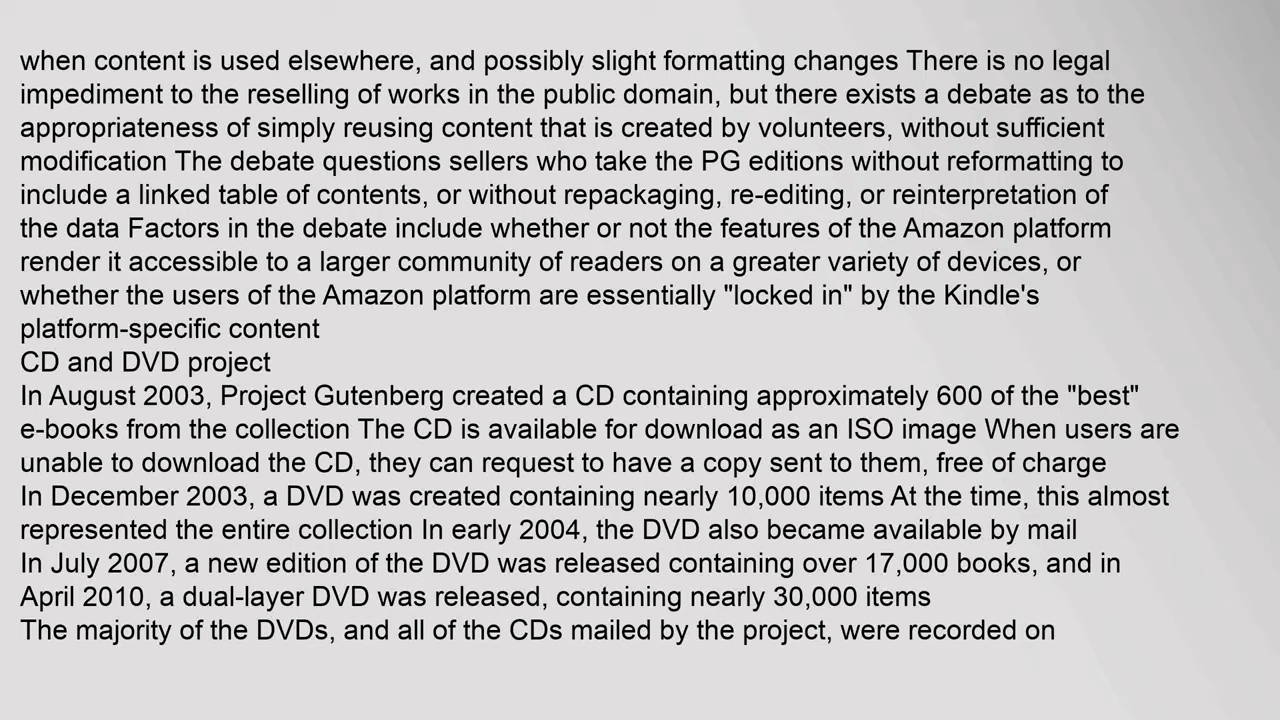 when content is used elsewhere, and possibly slight formatting changes There is no legal
impediment to the reselling of works in the public domain, but there exists a debate as to the
appropriateness of simply reusing content that is created by volunteers, without sufficient
modification The debate questions sellers who take the PG editions without reformatting to
include a linked table of contents, or without repackaging, re-editing, or reinterpretation of
the data Factors in the debate include whether or not the features of the Amazon platform
render it accessible to a larger community of readers on a greater variety of devices, or
whether the users of the Amazon platform are essentially "locked in" by the Kindle's
platform-specific content
CD and DVD project
In August 2003, Project Gutenberg created a CD containing approximately 600 of the "best"
e-books from the collection The CD is available for download as an ISO image When users are
unable to download the CD, they can request to have a copy sent to them, free of charge
In December 2003, a DVD was created containing nearly 10,000 items At the time, this almost
represented the entire collection In early 2004, the DVD also became available by mail
In July 2007, a new edition of the DVD was released containing over 17,000 books, and in
April 2010, a dual-layer DVD was released, containing nearly 30,000 items
The majority of the DVDs, and all of the CDs mailed by the project, were recorded on